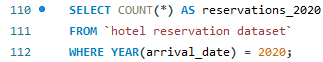 110 SELECT COUNT(*) AS reservations_2020
111 FROM `hotel reservation dataset`
112 WHERE YEAR(arrival_date) = 2020;